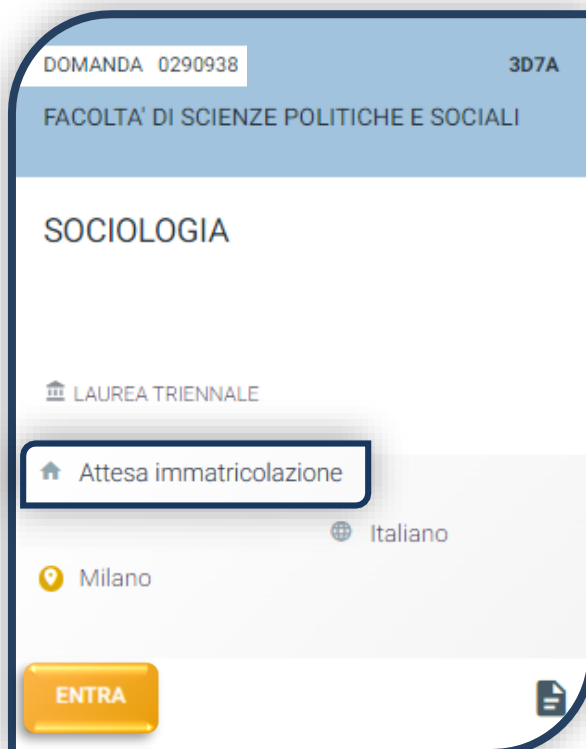 DOMANDA 0290938 3D7A
FACOLTA' DI SCIENZE POLITICHE E SOCIALI
SOCIOLOGIA
LAUREA TRIENNALE
Attesa immatricolazione
Italiano
Milano
ENTRA